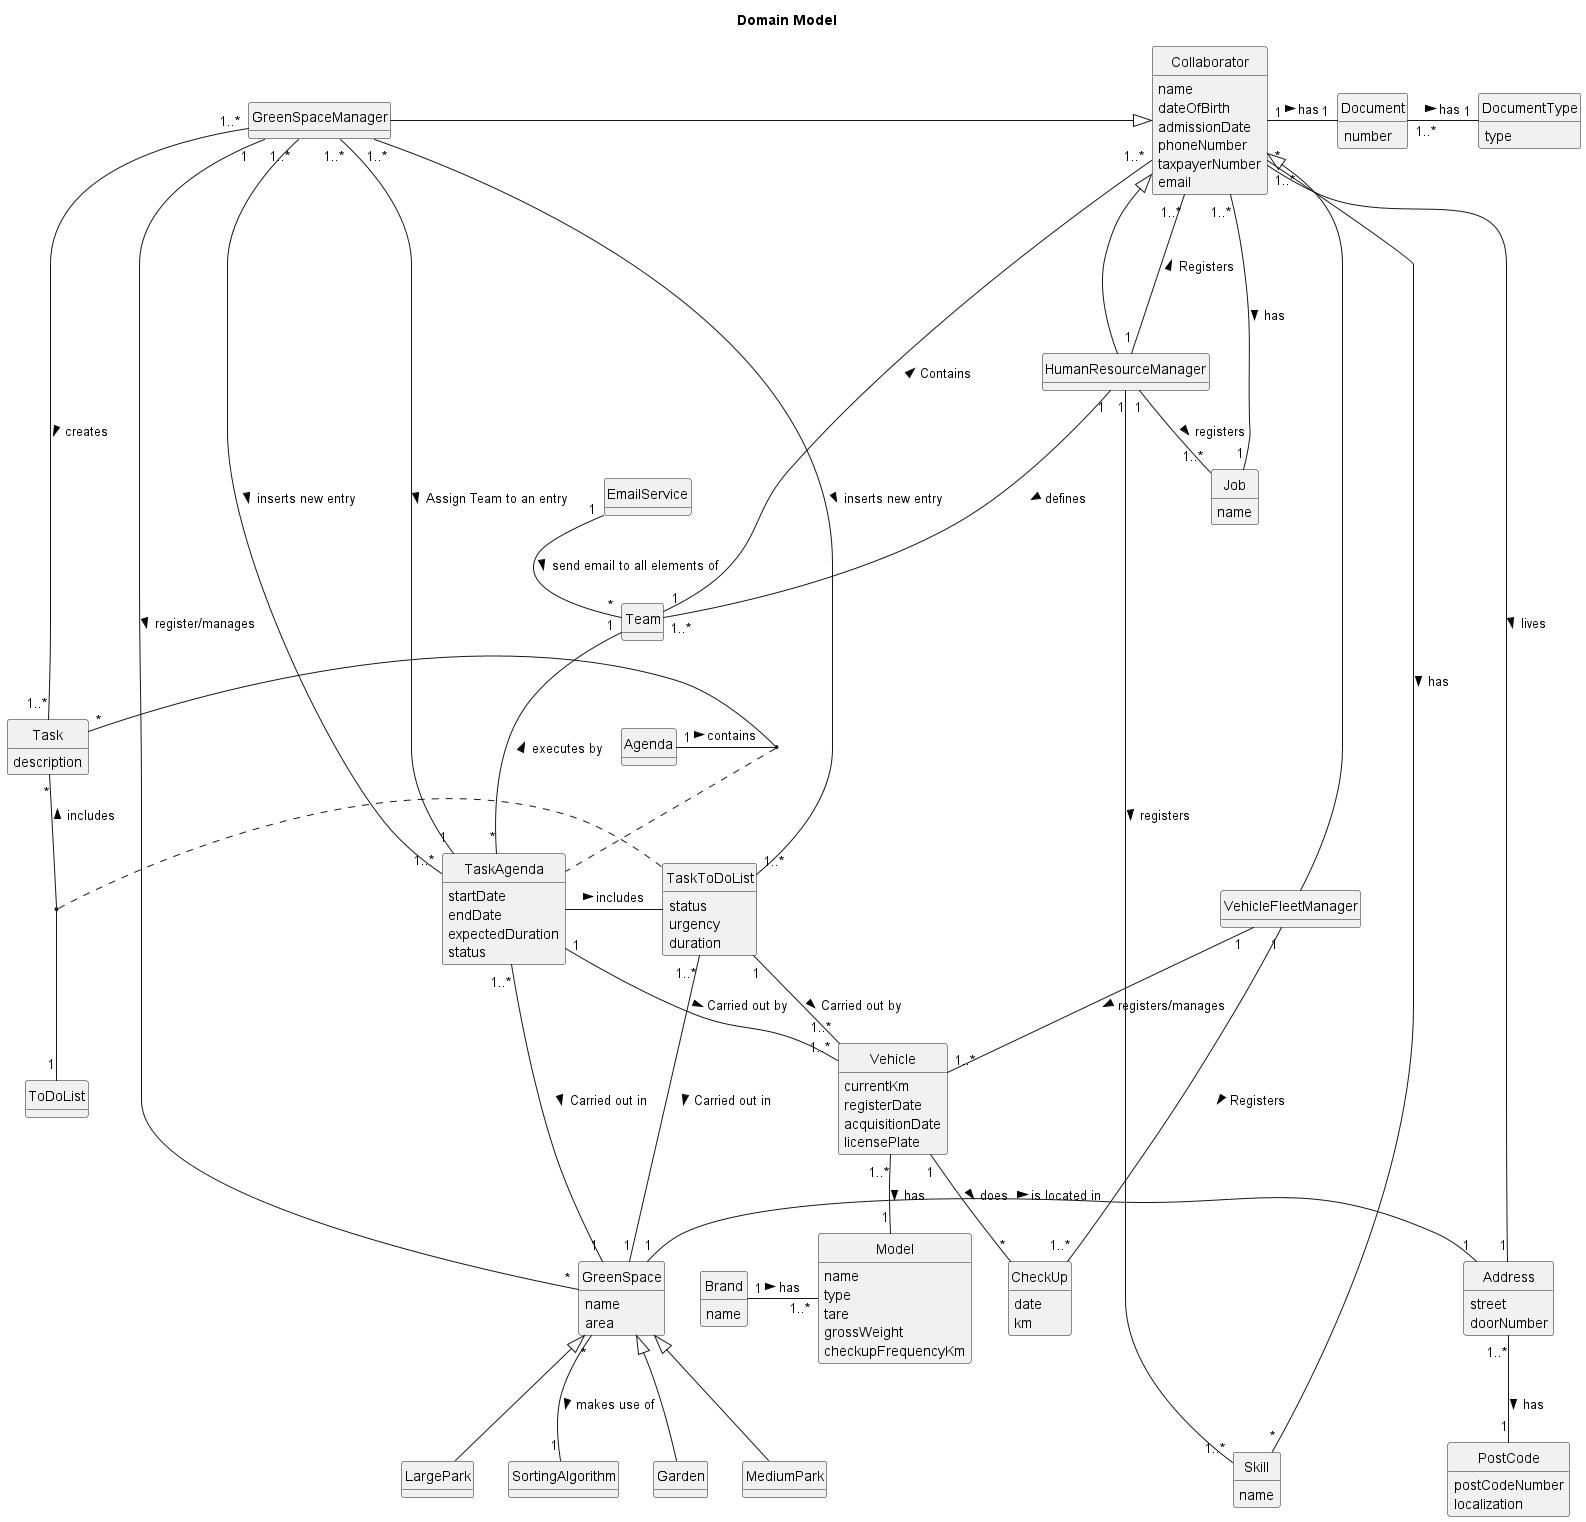 Domain Model
Collaborator
name
dateOfBirth
admissionDate
phoneNumber
taxpayerNumber
email
1 has 1
Document
number
has 1
1..*
DocumentType
type
GreenSpaceManager
1..*
1
1..*
1..*
1..*
1..*
*
1..*
1..*
1..*
Registers
has
1
Contains
HumanResourceManager
1
1
1
creates
registers
1..*
1
Job
name
inserts new entry
Assign Team to an entry
EmailService
1
inserts new entry
defines
send email to all elements of
*
1
Team
1
1..*
register/manages
lives
has
1..*
*
Task
description
*
executes by
Agenda
1 contains
includes
registers
1
*
1..*
1..*
TaskAgenda
startDate
endDate
expectedDuration
status
includes
TaskToDoList
status
urgency
duration
VehicleFleetManager
1
1
1
1..*
1..*
1
Carried out by
Carried out by
registers/manages
1..*
1..*
1..*
1
ToDoList
Vehicle
currentKm
registerDate
acquisitionDate
licensePlate
Carried out in
Carried out in
Registers
1..*
1
has
does
is located in
1
1
1
1
*
1..*
1
1
*
GreenSpace
name
area
Brand
name
1 has
1..*
Model
name
type
tare
grossWeight
checkupFrequencyKm
CheckUp
date
km
Address
street
doorNumber
*
1..*
makes use of
has
1
1
1..*
*
LargePark
SortingAlgorithm
Garden
MediumPark
Skill
name
PostCode
postCodeNumber
localization